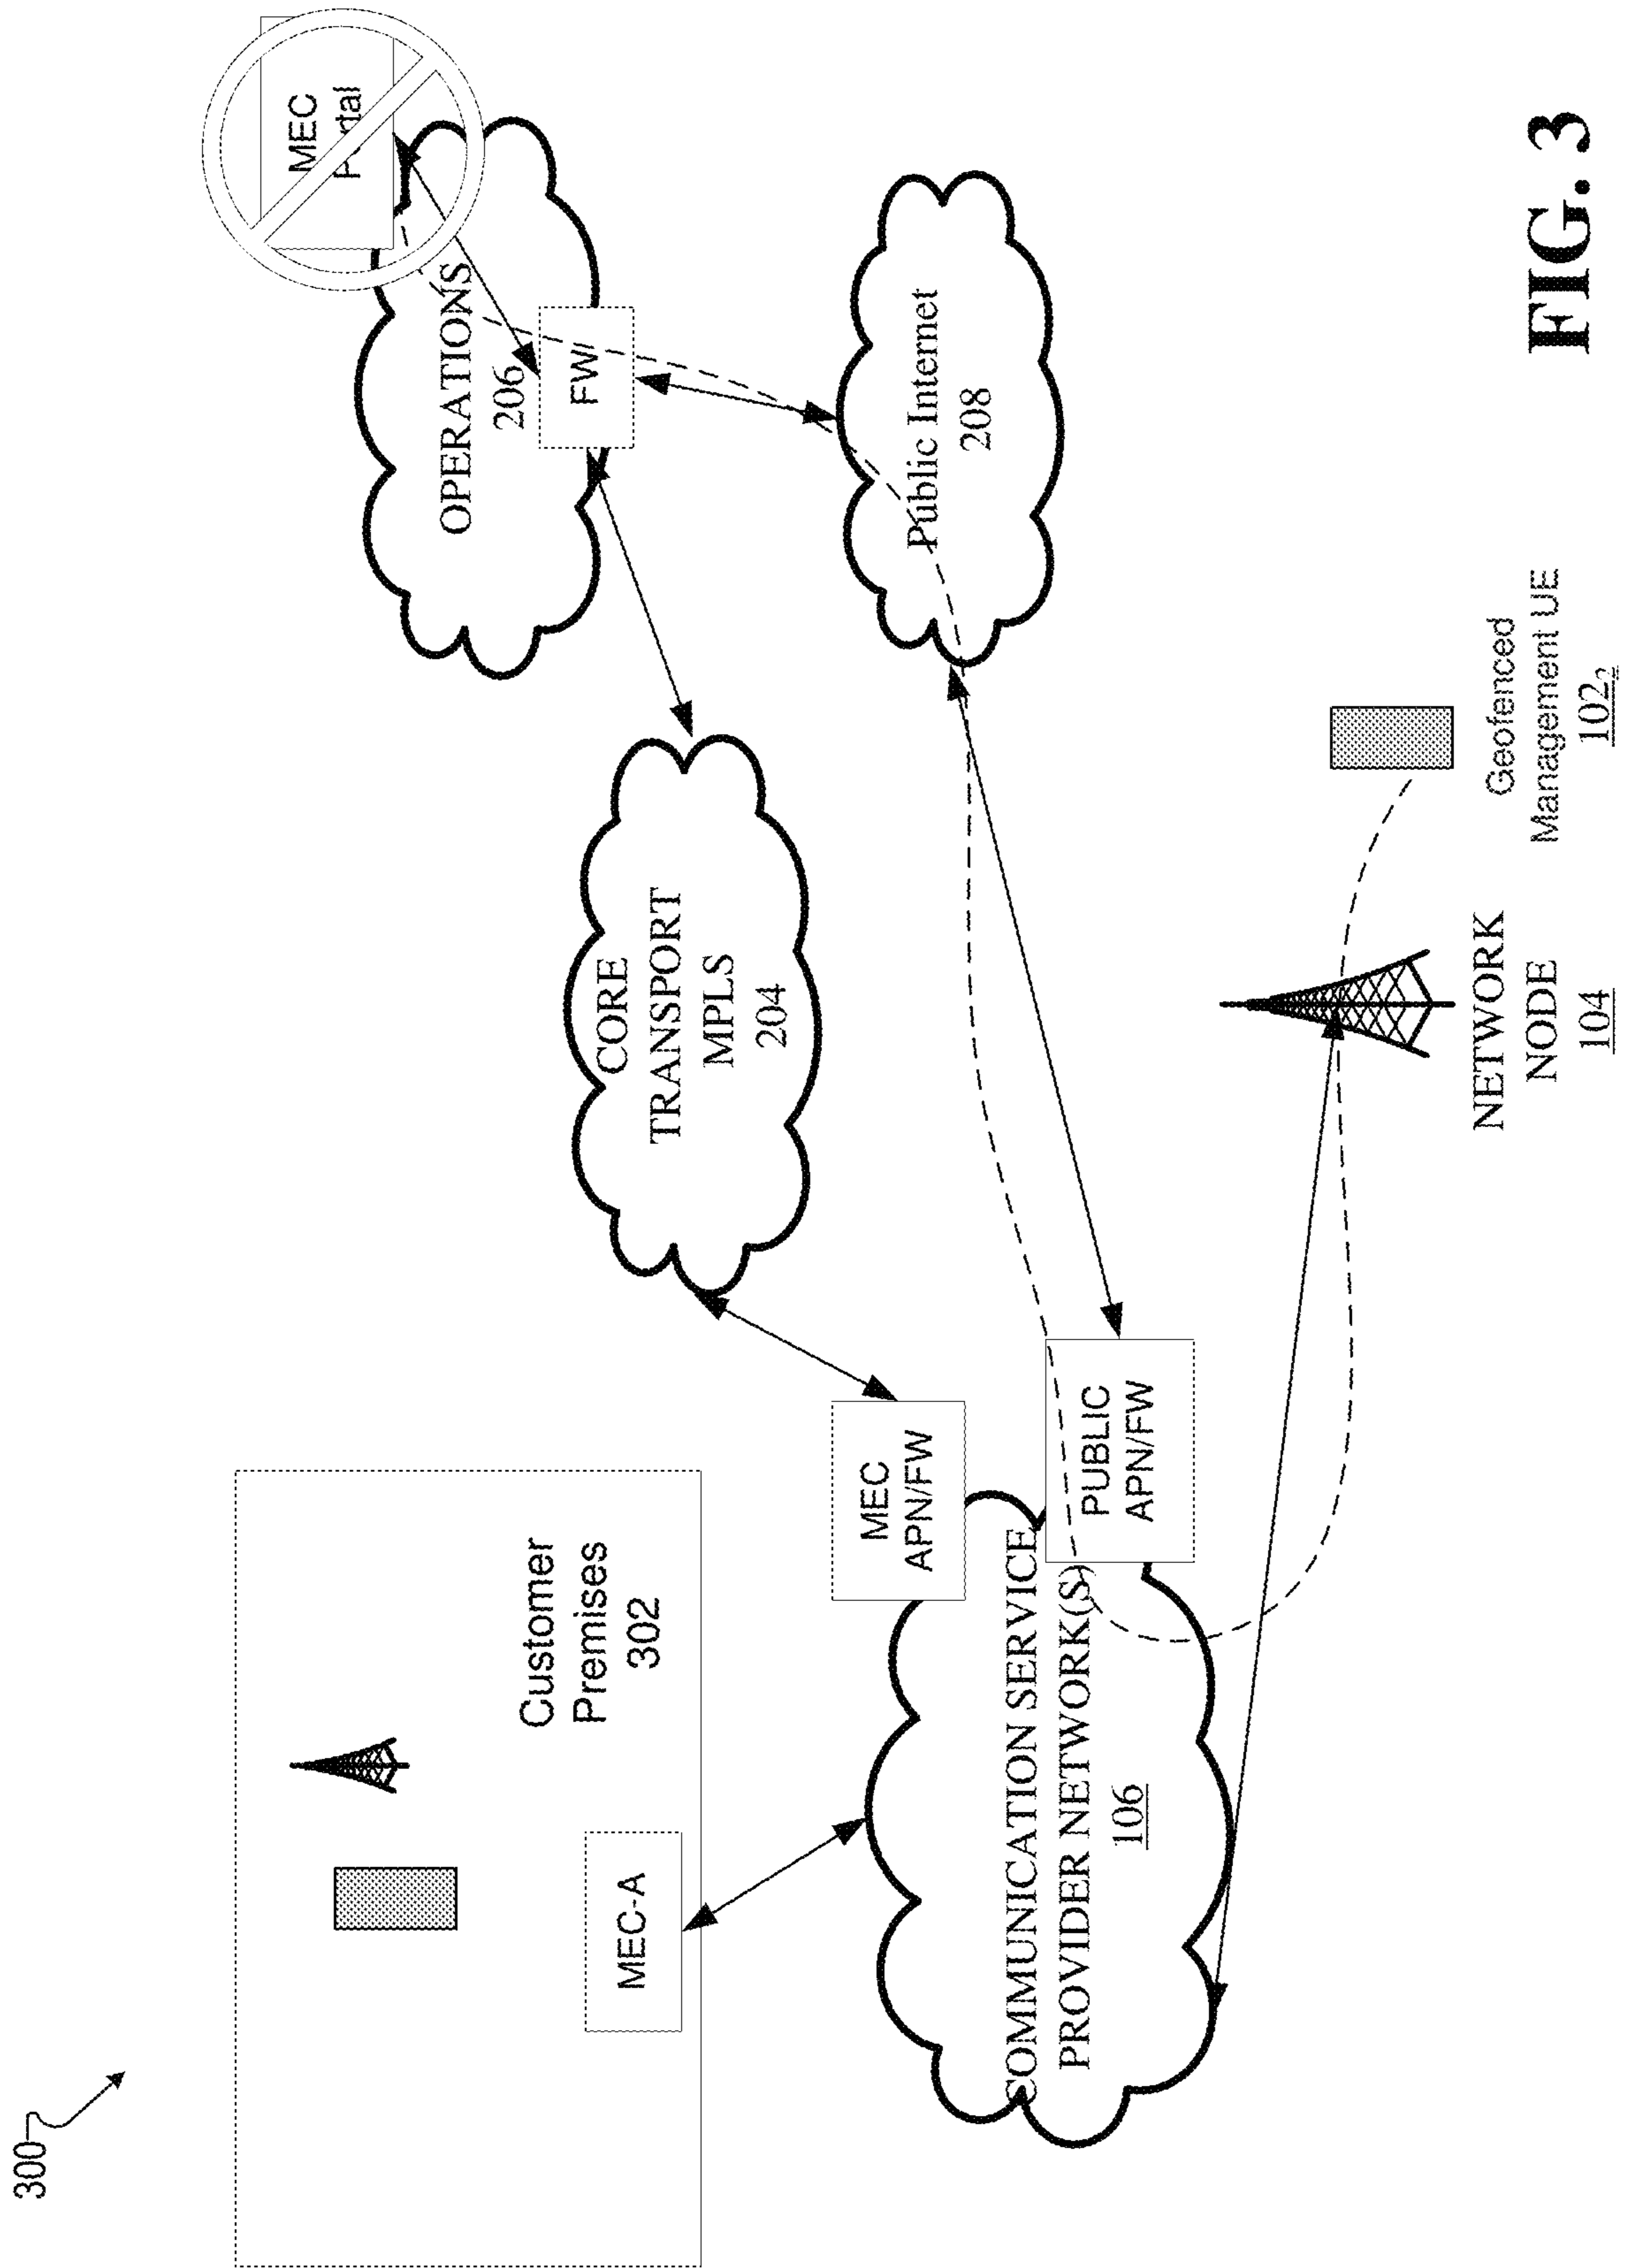 300
Customer
Premises
302
MEC-A
MEC
APN/FW
PUBLIC
APN/FW
COMMUNICATION SERVICE
PROVIDER NETWORK(S)
106
CORE
TRANSPORT
MPLS
204
MEC
Portal
OPERATIONS
206
FW
Public Internet
208
NETWORK
NODE
104
Geofenced
Management UE
102₂
FIG. 3